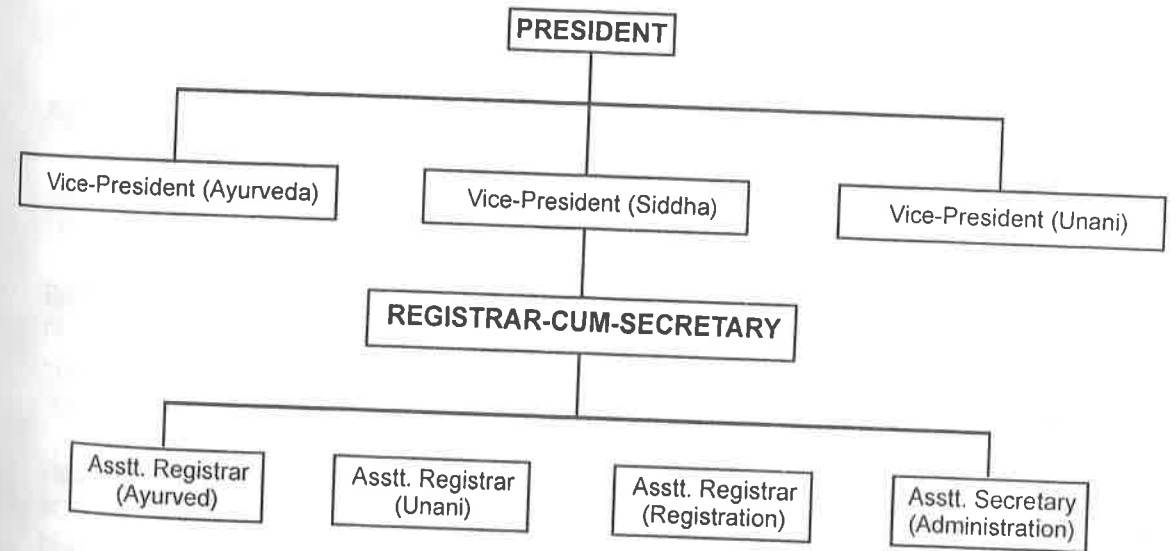 PRESIDENT
Vice-President (Ayurveda)
Vice-President (Siddha)
Vice-President (Unani)
REGISTRAR-CUM-SECRETARY
Asstt. Registrar
(Ayurved)
Asstt. Registrar
(Unani)
Asstt. Registrar
(Registration)
Asstt. Secretary
(Administration)